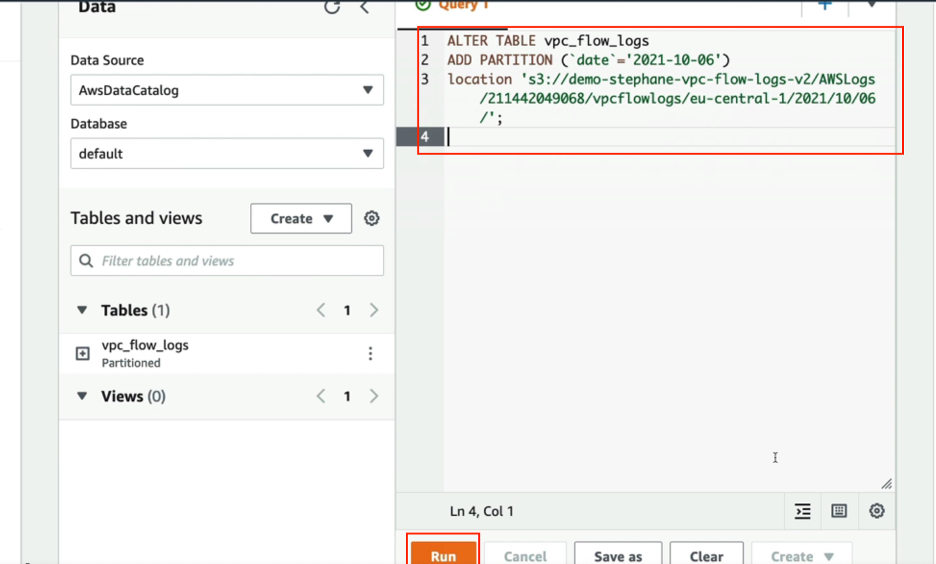 Data
Query 1
Data Source
AwsDataCatalog
Database
default
Tables and views
Create
Filter tables and views
Tables (1)
1
vpc_flow_logs
Partitioned
Views (0)
1
1 ALTER TABLE vpc_flow_logs
2 ADD PARTITION (`date`='2021-10-06')
3 location 's3://demo-stephane-vpc-flow-logs-v2/AWSLogs
/211442049068/vpcflowlogs/eu-central-1/2021/10/06
/';
4
Ln 4, Col 1
Run
Cancel
Save as
Clear
Create